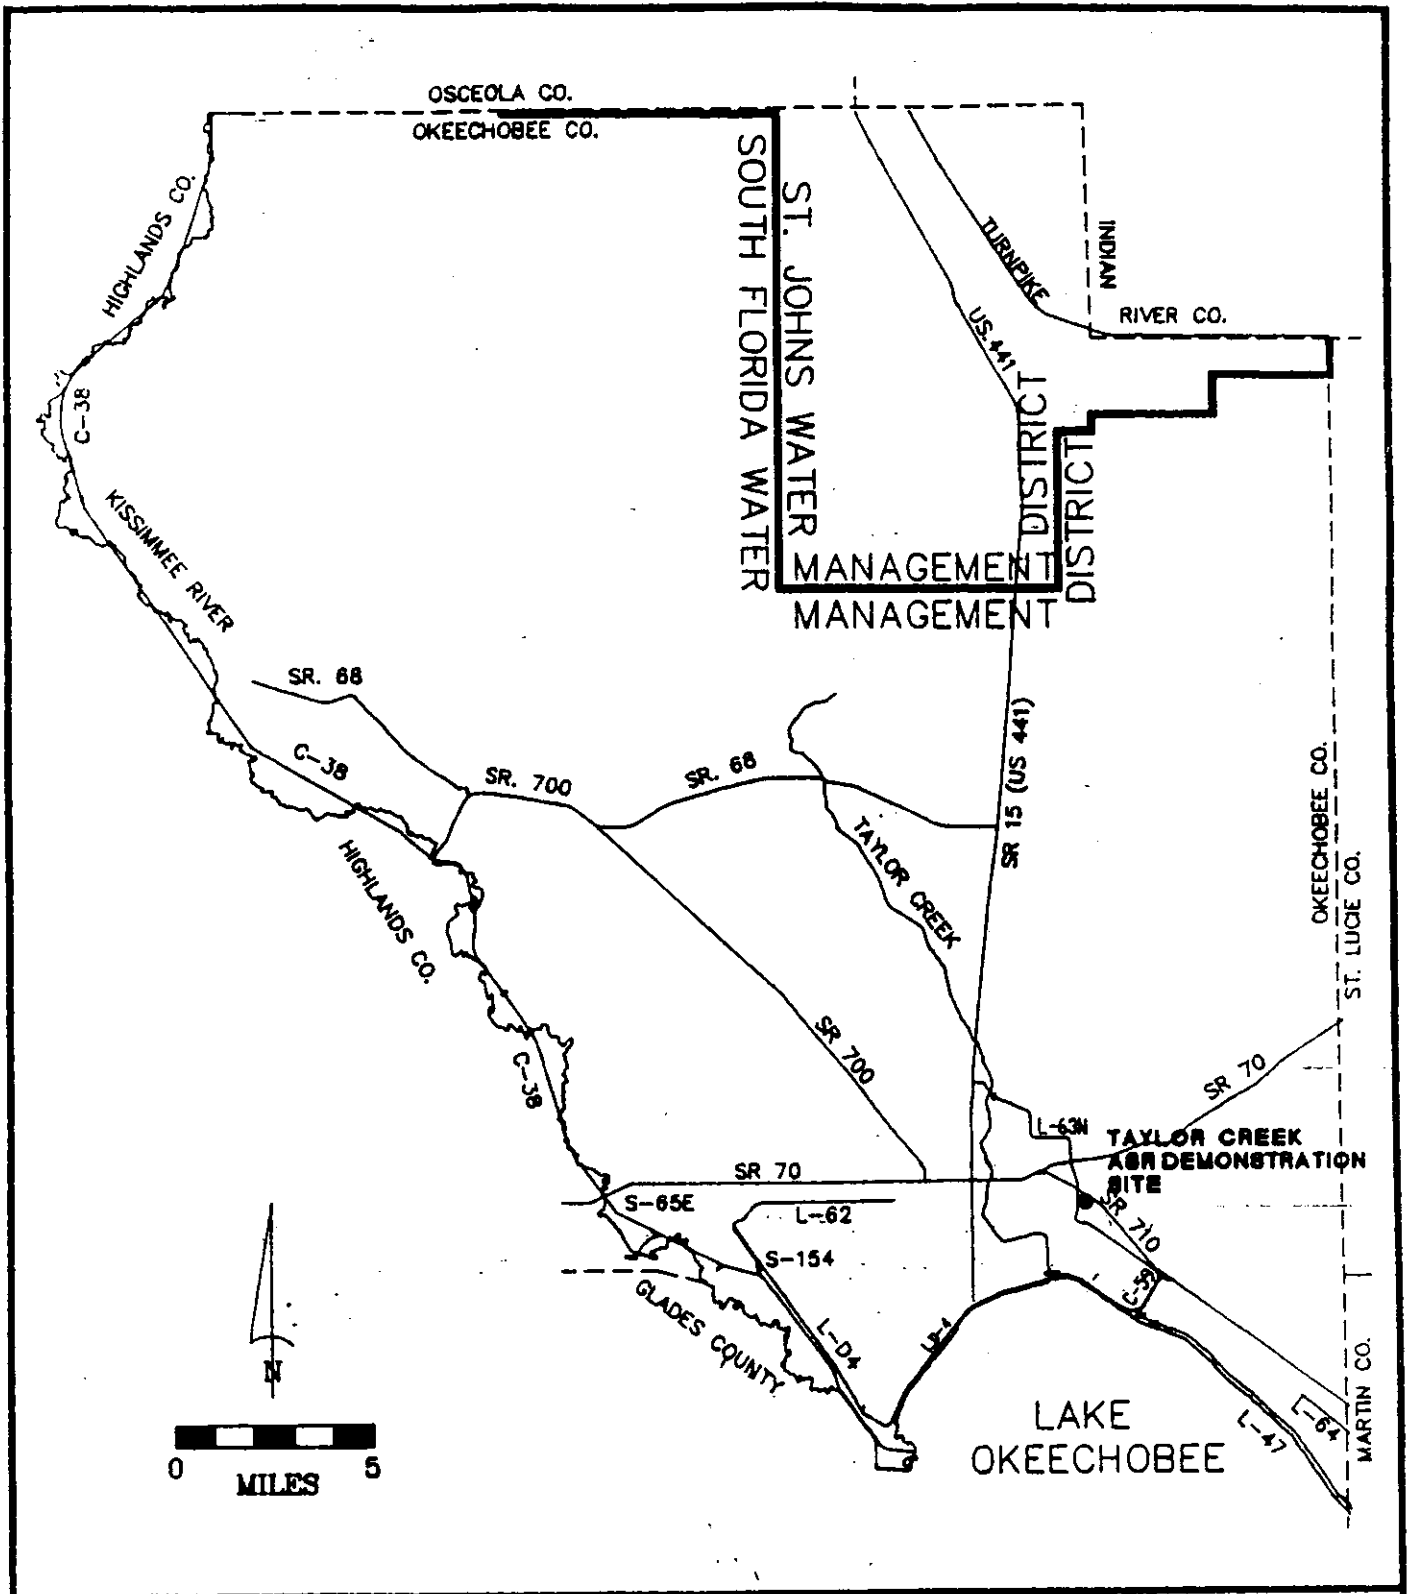 OSCEOLA CO.
OKEECHOBEE CO.
HIGHLANDS CO.
SOUTH FLORIDA WATER
ST. JOHNS WATER
TURNPIKE
INDIAN
RIVER CO.
US. 441
C-38
DISTRICT
DISTRICT
KISSIMMEE RIVER
MANAGEMENT
MANAGEMENT
SR. 68
C-38
SR. 700
SR. 68
SR 15 (US 441)
OKEECHOBEE CO.
ST. LUCIE CO.
TAYLOR CREEK
HIGHLANDS CO.
SR 700
C-38
SR 70
L-63N
TAYLOR CREEK
ASR DEMONSTRATION
SITE
SR 70
S-65E
L-62
SR 710
S-154
C-59
GLADES COUNTY
L-D4
LD-4
N
MARTIN CO.
LAKE
OKEECHOBEE
L-64
L-47
0 5
MILES